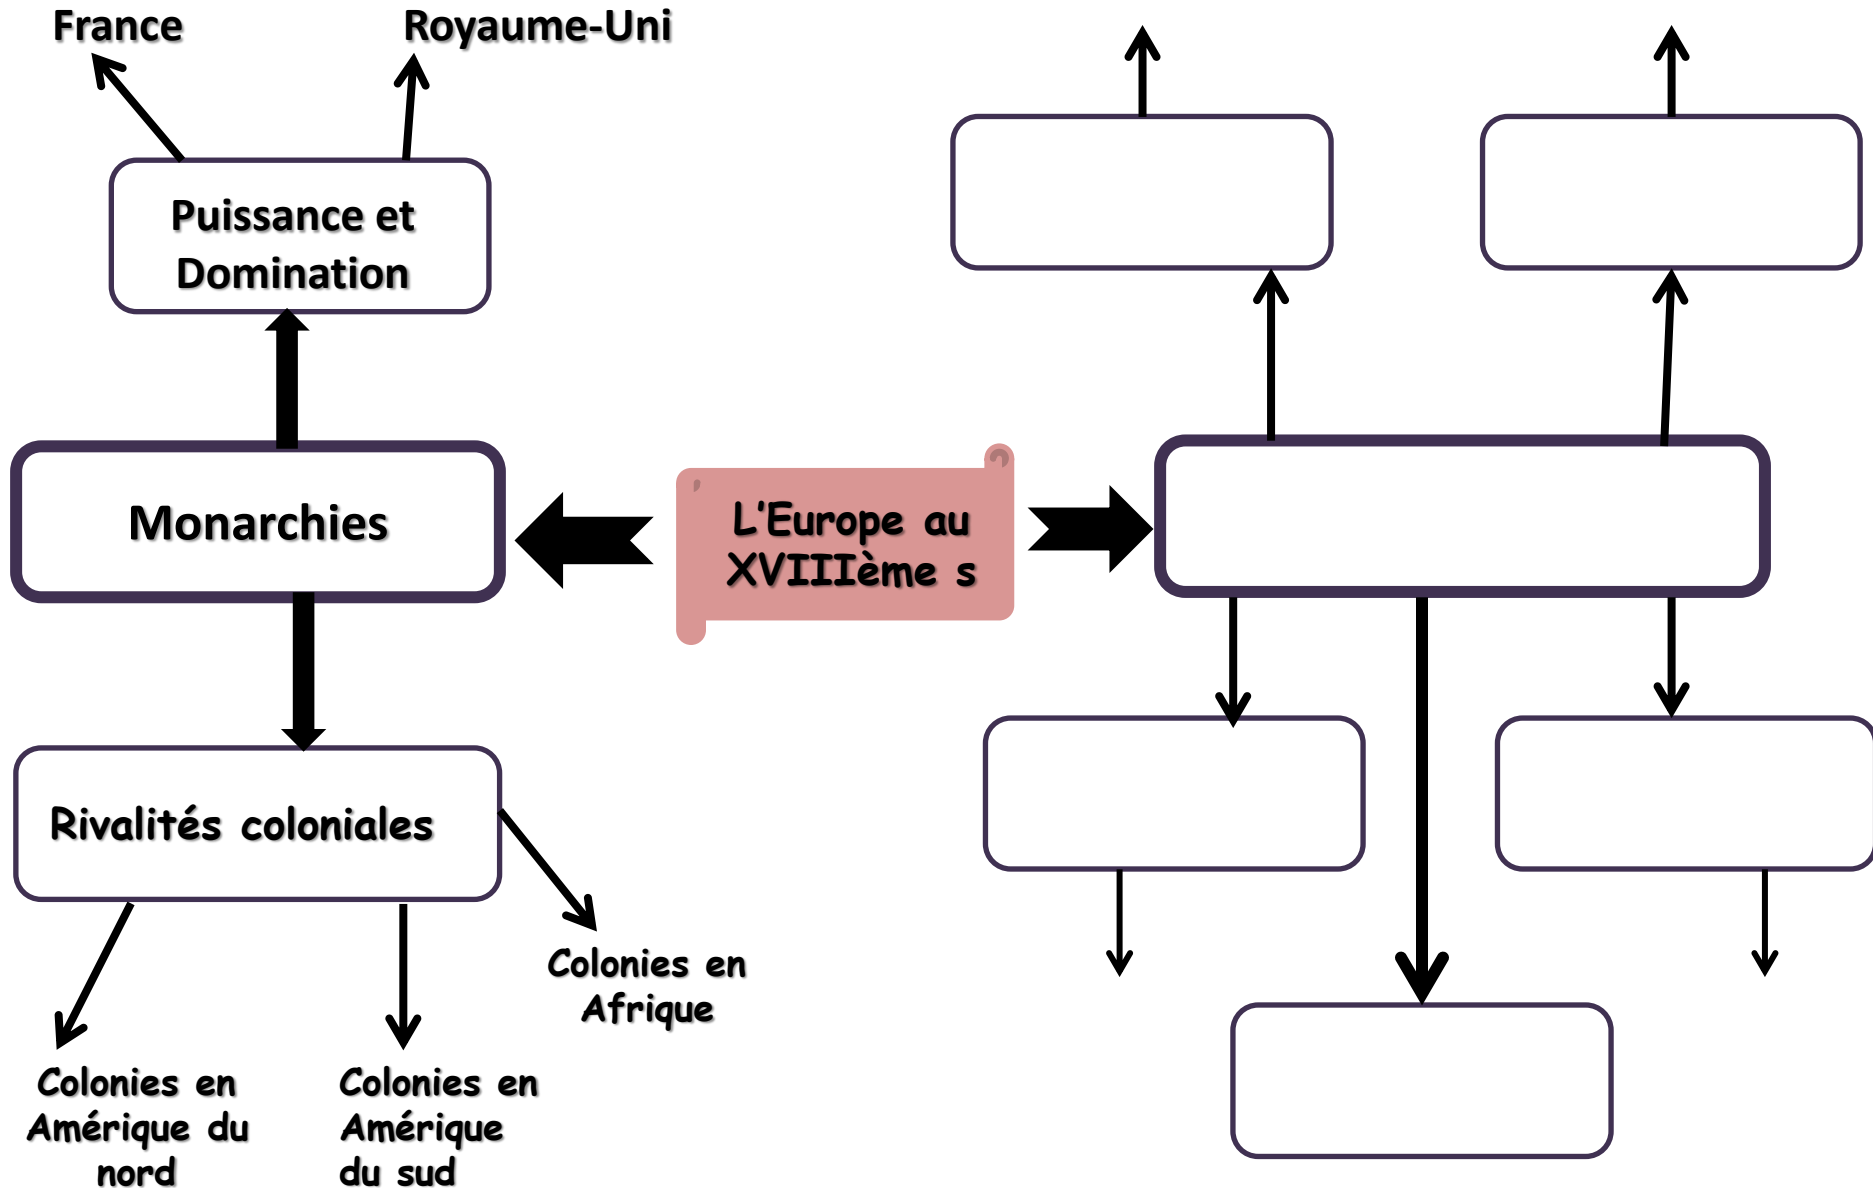 France
Royaume-Uni
Puissance et
Domination
Monarchies
L'Europe au
XVIIIème s
Rivalités coloniales
Colonies en
Afrique
Colonies en
Amérique du
nord
Colonies en
Amérique
du sud